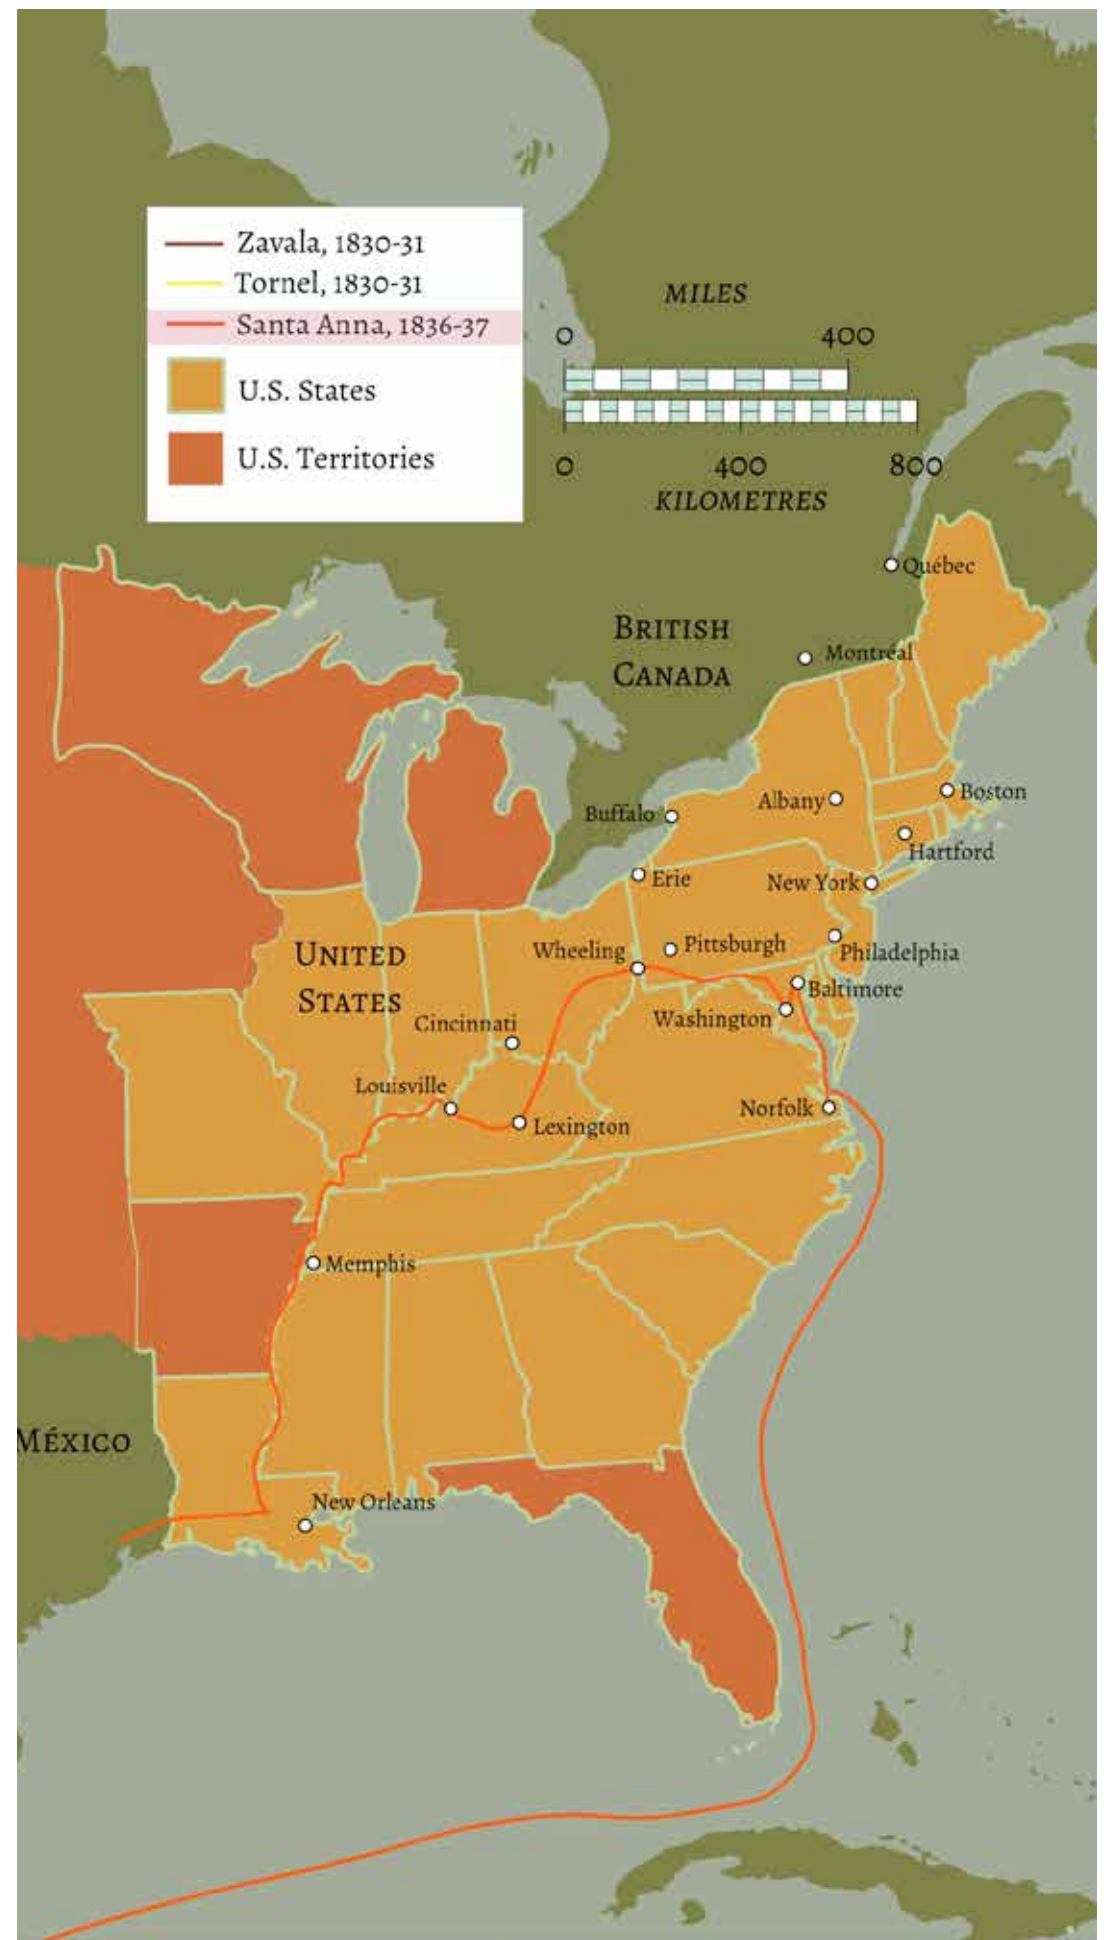 Zavala, 1830-31
Tornel, 1830-31
Santa Anna, 1836-37
U.S. States
U.S. Territories
MILES
0 400
0 400 800
KILOMETRES
Québec
BRITISH
CANADA
Montréal
Albany
Boston
Buffalo
Hartford
Erie
New York
UNITED
STATES
Wheeling
Pittsburgh
Philadelphia
Baltimore
Cincinnati
Washington
Louisville
Norfolk
Lexington
Memphis
MÉXICO
New Orleans